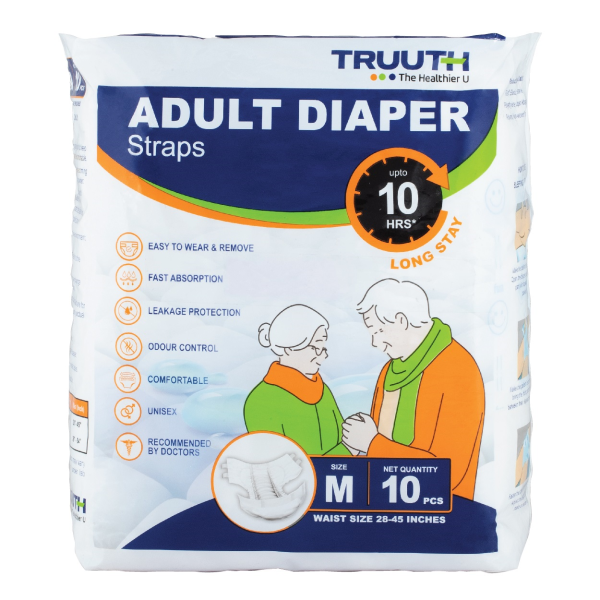 TRUUTH
The Healthier U
ADULT DIAPER
Straps
upto
10
HRS*
LONG STAY
EASY TO WEAR & REMOVE
FAST ABSORPTION
LEAKAGE PROTECTION
ODOUR CONTROL
COMFORTABLE
UNISEX
RECOMMENDED
BY DOCTORS
SIZE
M
NET QUANTITY
10 PCS
WAIST SIZE 28-45 INCHES
TRUUTH
The Healthier U